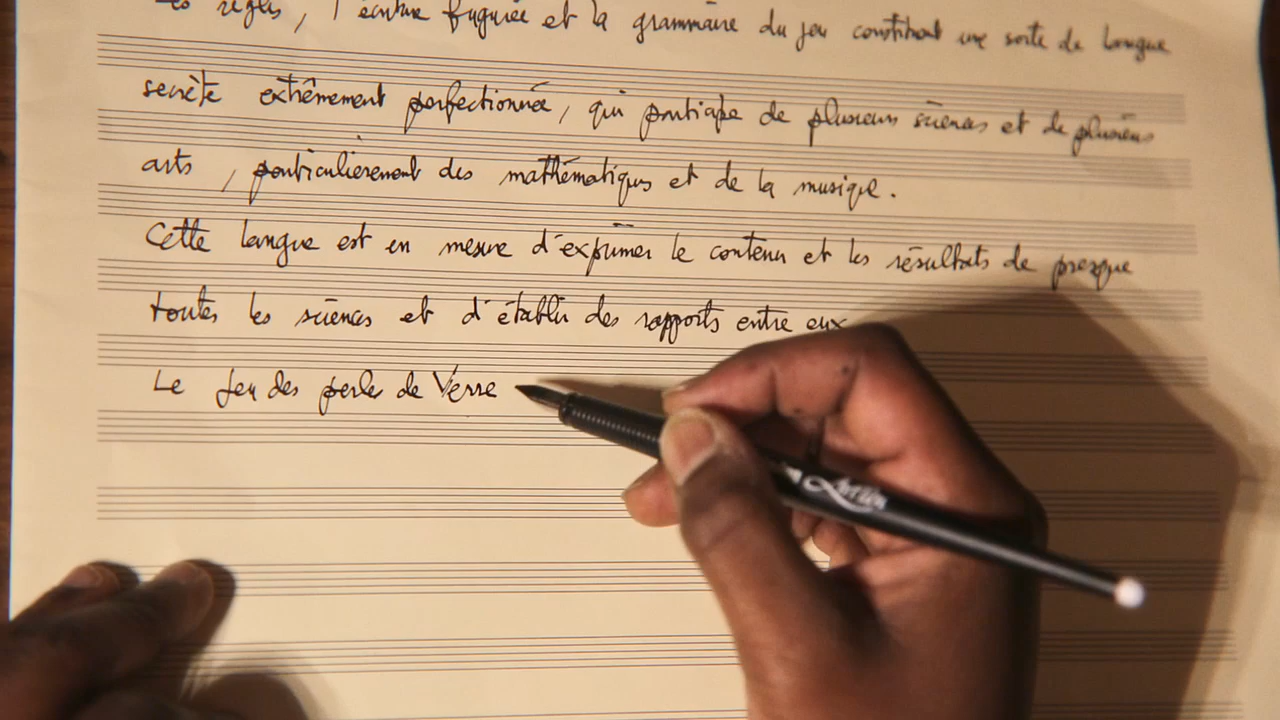 règles, l'écriture fuguée et la grammaire du jeu constituent une sorte de langue
secrète extrêmement perfectionnée, qui participe de plusieurs sciences et de plusieurs
arts, particulièrement des mathématiques et de la musique.
Cette langue est en mesure d'exprimer le contenu et les résultats de presque
toutes les sciences et d'établir des rapports entre eux
Le jeu des perle de Verre